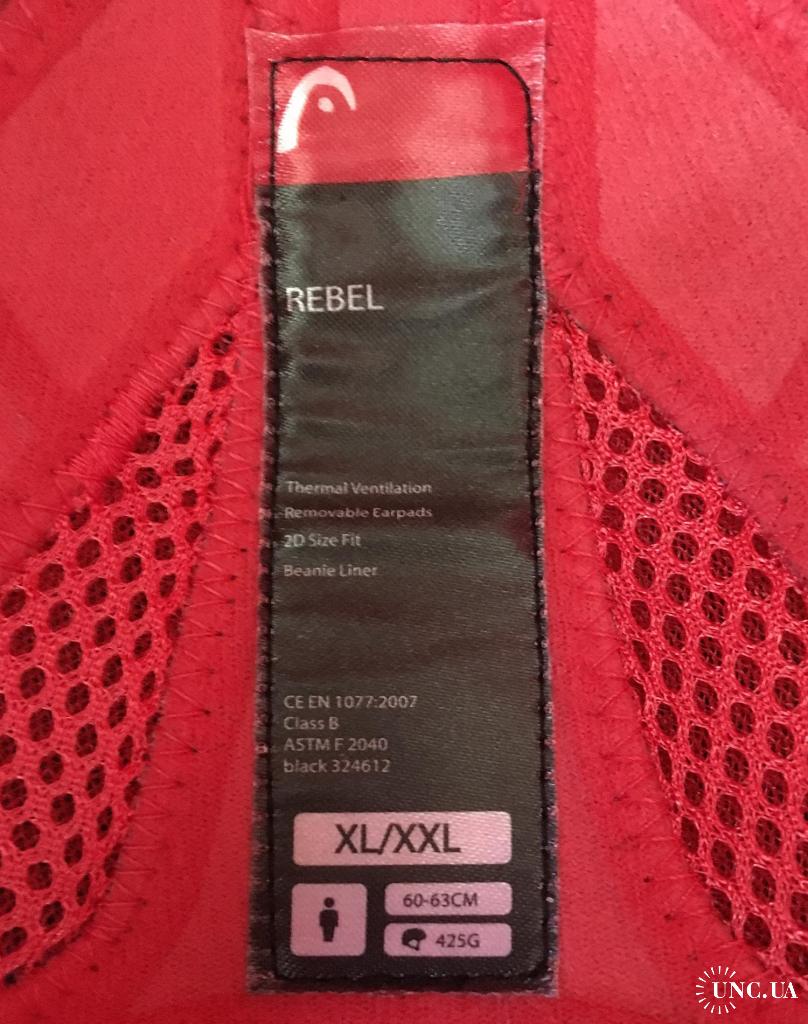 REBEL
Thermal Ventilation
Removable Earpads
2D Size Fit
Beanie Liner
CE EN 1077:2007
Class B
ASTM F 2040
black 324612
XL/XXL
60-63CM
425G
UNC.UA